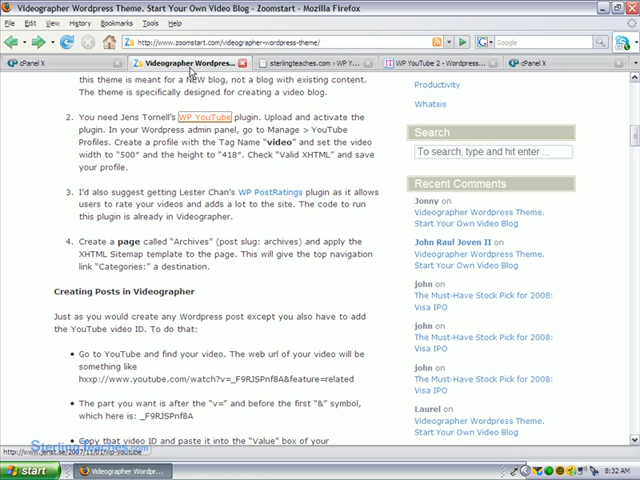 Videographer Wordpress Theme. Start Your Own Video Blog : Zoomstart.com - Mozilla Firefox
File Edit View History Bookmarks Tools Help
http://www.zoomstart.com/videographer-wordpress-theme/
Google
cPanel X
Videographer Wordpres...
sterlingteaches.com › WP Y...
WP YouTube 2 - Wordpress ...
cPanel X
this theme is meant for a NEW blog, not a blog with existing content.
The theme is specifically designed for creating a video blog.
2. You need Jens Tornell's WP YouTube plugin. Upload and activate the
plugin. In your Wordpress admin panel, go to Manage > YouTube
Profiles. Create a profile with the Tag Name "video" and set the video
width to "500" and the height to "418". Check "Valid XHTML" and save
your profile.
3. I'd also suggest getting Lester Chan's WP PostRatings plugin as it allows
users to rate your videos and adds a lot to the site. The code to run
this plugin is already in Videographer.
4. Create a page called "Archives" (post slug: archives) and apply the
XHTML Sitemap template to the page. This will give the top navigation
link "Categories:" a destination.
Creating Posts in Videographer
Just as you would create any Wordpress post except you also have to add
the YouTube video ID. To do that:
• Go to YouTube and find your video. The web url of your video will be
something like
hxxp://www.youtube.com/watch?v=_F9RJSPnf8A&feature=related
• The part you want is after the "v=" and before the first "&" symbol,
which here is: _F9RJSPnf8A
• Copy that video ID and paste it into the "Value" box of your
Productivity
Whatsis
Search
To search, type and hit enter ...
Recent Comments
Jonny on
Videographer Wordpress Theme.
Start Your Own Video Blog
John Raul Joven II on
Videographer Wordpress Theme.
Start Your Own Video Blog
john on
The Must-Have Stock Pick for 2008:
Visa IPO
john on
The Must-Have Stock Pick for 2008:
Visa IPO
john on
The Must-Have Stock Pick for 2008:
Visa IPO
Laurel on
Videographer Wordpress Theme.
Start Your Own Video Blog
SterlingTeaches.com
http://www.jenst.se/2007/11/01/wp-youtube
start
Videographer Wordpr...
8:32 AM